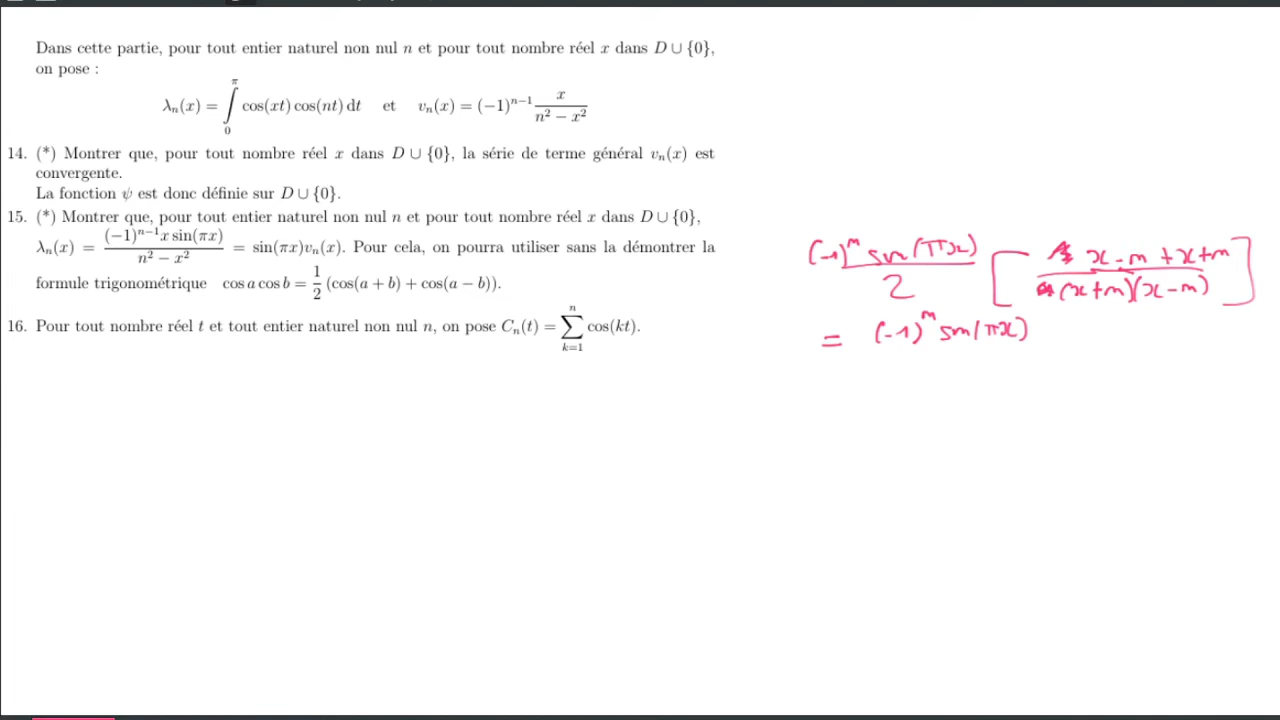 Dans cette partie, pour tout entier naturel non nul n et pour tout nombre réel x dans D ∪ {0},
on pose :
λₙ(x) = ∫₀^π cos(xt) cos(nt) dt et vₙ(x) = (−1)ⁿ⁻¹ x/(n² − x²)
14. (*) Montrer que, pour tout nombre réel x dans D ∪ {0}, la série de terme général vₙ(x) est
convergente.
La fonction ψ est donc définie sur D ∪ {0}.
15. (*) Montrer que, pour tout entier naturel non nul n et pour tout nombre réel x dans D ∪ {0},
λₙ(x) = (−1)ⁿ⁻¹ x sin(πx)/(n² − x²) = sin(πx)vₙ(x). Pour cela, on pourra utiliser sans la démontrer la
formule trigonométrique cos a cos b = 1/2 (cos(a + b) + cos(a − b)).
16. Pour tout nombre réel t et tout entier naturel non nul n, on pose Cₙ(t) = ∑ₖ₌₁ⁿ cos(kt).
(-1)ⁿ sin(πx)/2 [ (x - n + x + n)/((x+n)(x-n)) ]
= (-1)ⁿ sin(πx)